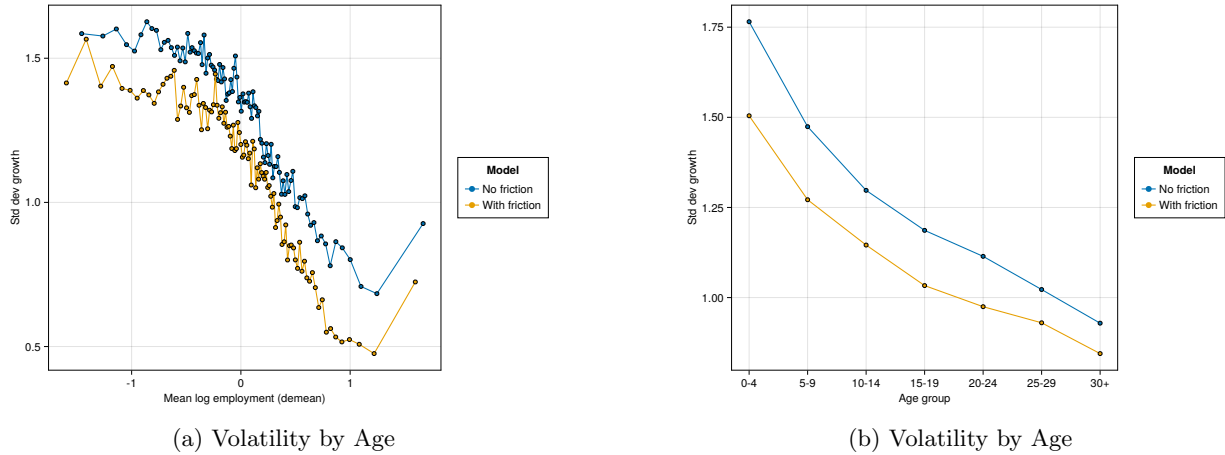 1.5
1.0
0.5
Std dev growth
-1
0
1
Mean log employment (demean)
Model
No friction
With friction
(a) Volatility by Age
1.75
1.50
1.25
1.00
Std dev growth
0-4
5-9
10-14
15-19
20-24
25-29
30+
Age group
Model
No friction
With friction
(b) Volatility by Age